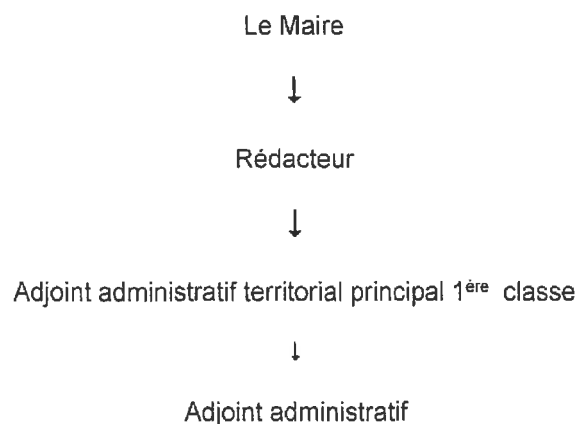 Le Maire
↓
Rédacteur
↓
Adjoint administratif territorial principal 1ère classe
↓
Adjoint administratif